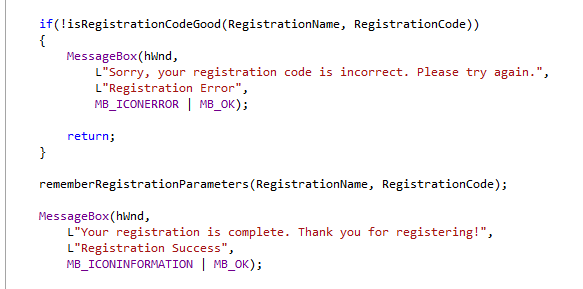 if(!isRegistrationCodeGood(RegistrationName, RegistrationCode))
{
MessageBox(hWnd,
L"Sorry, your registration code is incorrect. Please try again.",
L"Registration Error",
MB_ICONERROR | MB_OK);
return;
}
rememberRegistrationParameters(RegistrationName, RegistrationCode);
MessageBox(hWnd,
L"Your registration is complete. Thank you for registering!",
L"Registration Success",
MB_ICONINFORMATION | MB_OK);